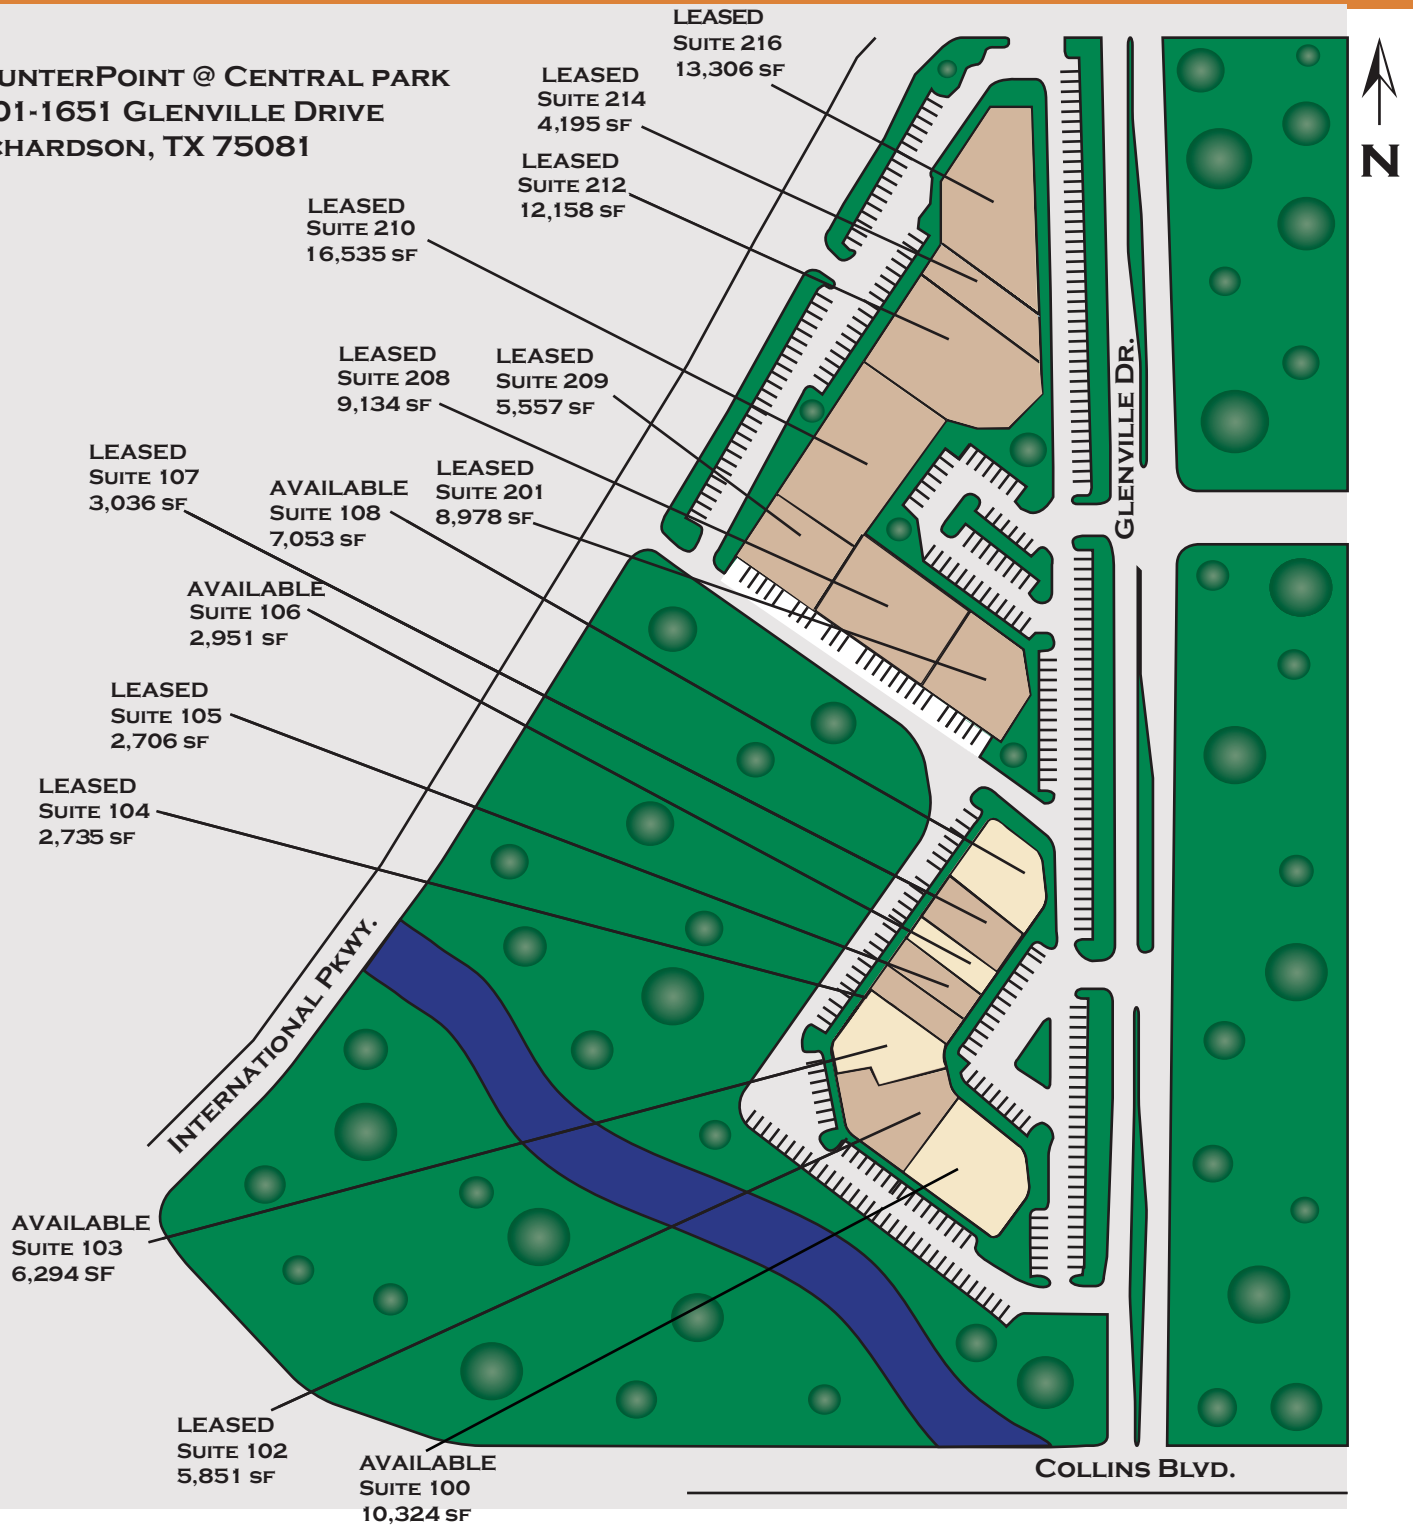 UNTERPOINT @ CENTRAL PARK
01-1651 GLENVILLE DRIVE
CHARDSON, TX 75081
LEASED
SUITE 216
13,306 SF
LEASED
SUITE 214
4,195 SF
LEASED
SUITE 212
12,158 SF
LEASED
SUITE 210
16,535 SF
LEASED
SUITE 208
9,134 SF
LEASED
SUITE 209
5,557 SF
LEASED
SUITE 107
3,036 SF
AVAILABLE
SUITE 108
7,053 SF
LEASED
SUITE 201
8,978 SF
AVAILABLE
SUITE 106
2,951 SF
LEASED
SUITE 105
2,706 SF
LEASED
SUITE 104
2,735 SF
AVAILABLE
SUITE 103
6,294 SF
LEASED
SUITE 102
5,851 SF
AVAILABLE
SUITE 100
10,324 SF
INTERNATIONAL PKWY.
GLENVILLE DR.
COLLINS BLVD.
N